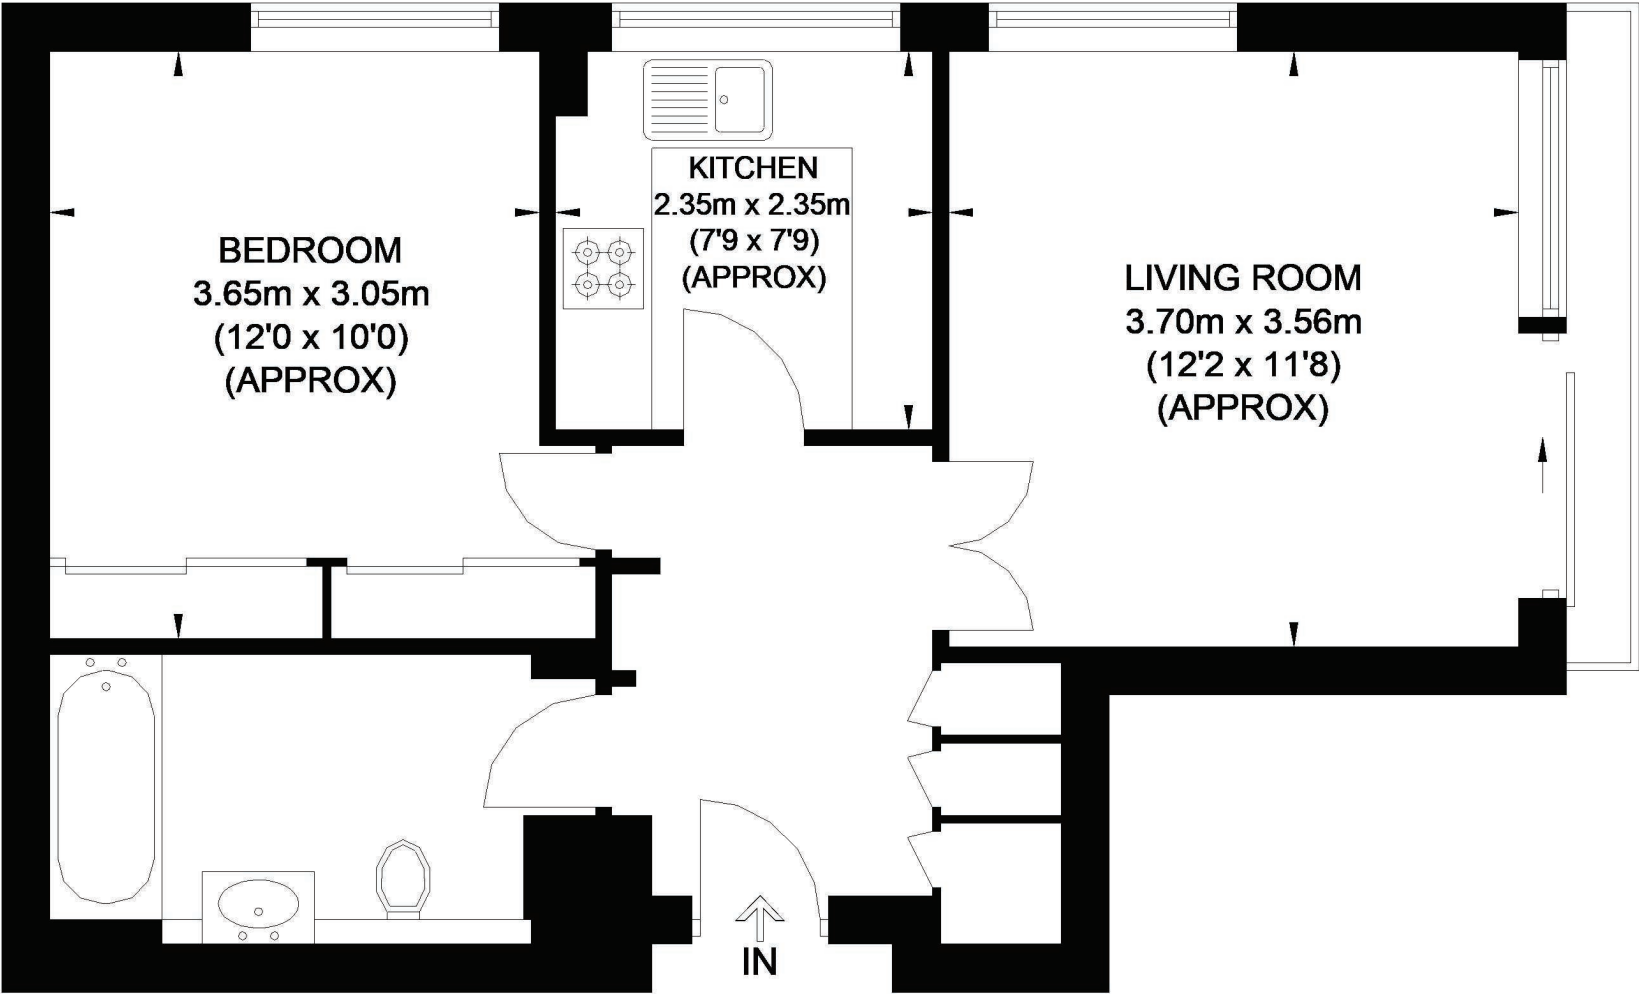 KITCHEN
2.35m x 2.35m
(7'9 x 7'9)
(APPROX)
BEDROOM
3.65m x 3.05m
(12'0 x 10'0)
(APPROX)
LIVING ROOM
3.70m x 3.56m
(12'2 x 11'8)
(APPROX)
IN